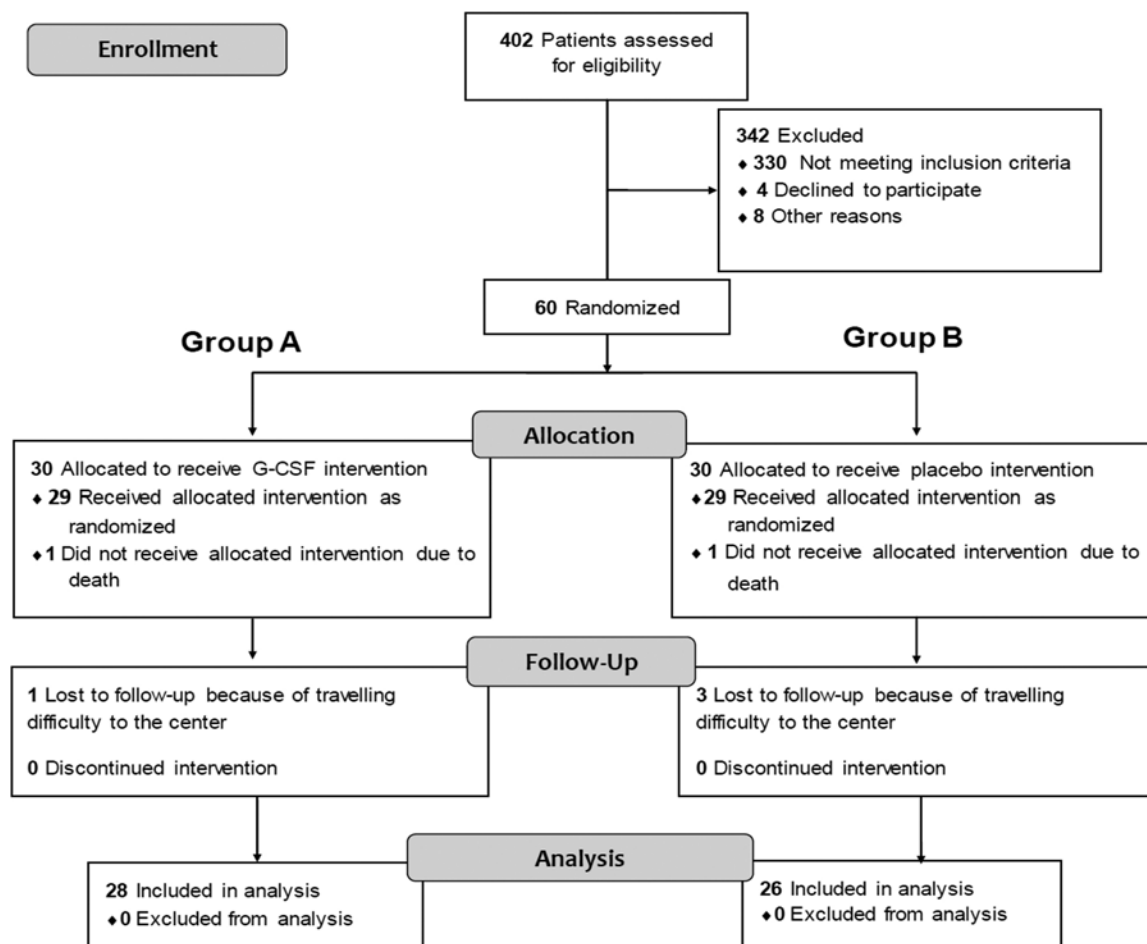 Enrollment
402 Patients assessed
for eligibility
342 Excluded
♦ 330 Not meeting inclusion criteria
♦ 4 Declined to participate
♦ 8 Other reasons
60 Randomized
Group A
Group B
Allocation
30 Allocated to receive G-CSF intervention
♦ 29 Received allocated intervention as
randomized
♦ 1 Did not receive allocated intervention due to
death
30 Allocated to receive placebo intervention
♦ 29 Received allocated intervention as
randomized
♦ 1 Did not receive allocated intervention due to
death
Follow-Up
1 Lost to follow-up because of travelling
difficulty to the center
0 Discontinued intervention
3 Lost to follow-up because of travelling
difficulty to the center
0 Discontinued intervention
Analysis
28 Included in analysis
♦ 0 Excluded from analysis
26 Included in analysis
♦ 0 Excluded from analysis